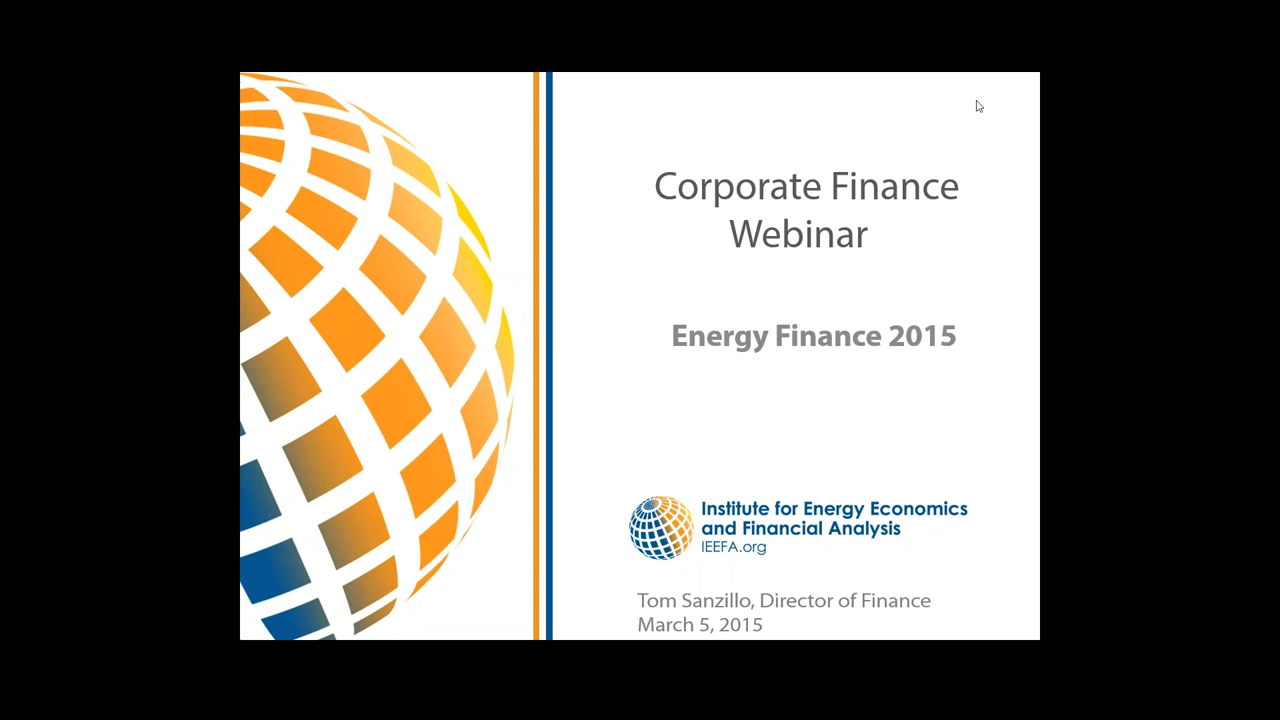 Corporate Finance
Webinar
Energy Finance 2015
Institute for Energy Economics
and Financial Analysis
IEEFA.org
Tom Sanzillo, Director of Finance
March 5, 2015